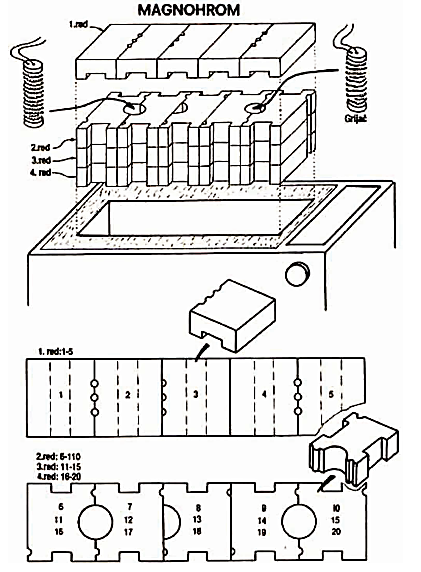 MAGNOHROM
1.red
Grijač
2.red
3.red
4. red
1. red:1-5
1 2 3 4 5
2.red: 6-110
3.red: 11-15
4.red: 16-20
6 7 8 9 10
11 12 13 14 15
16 17 18 19 20